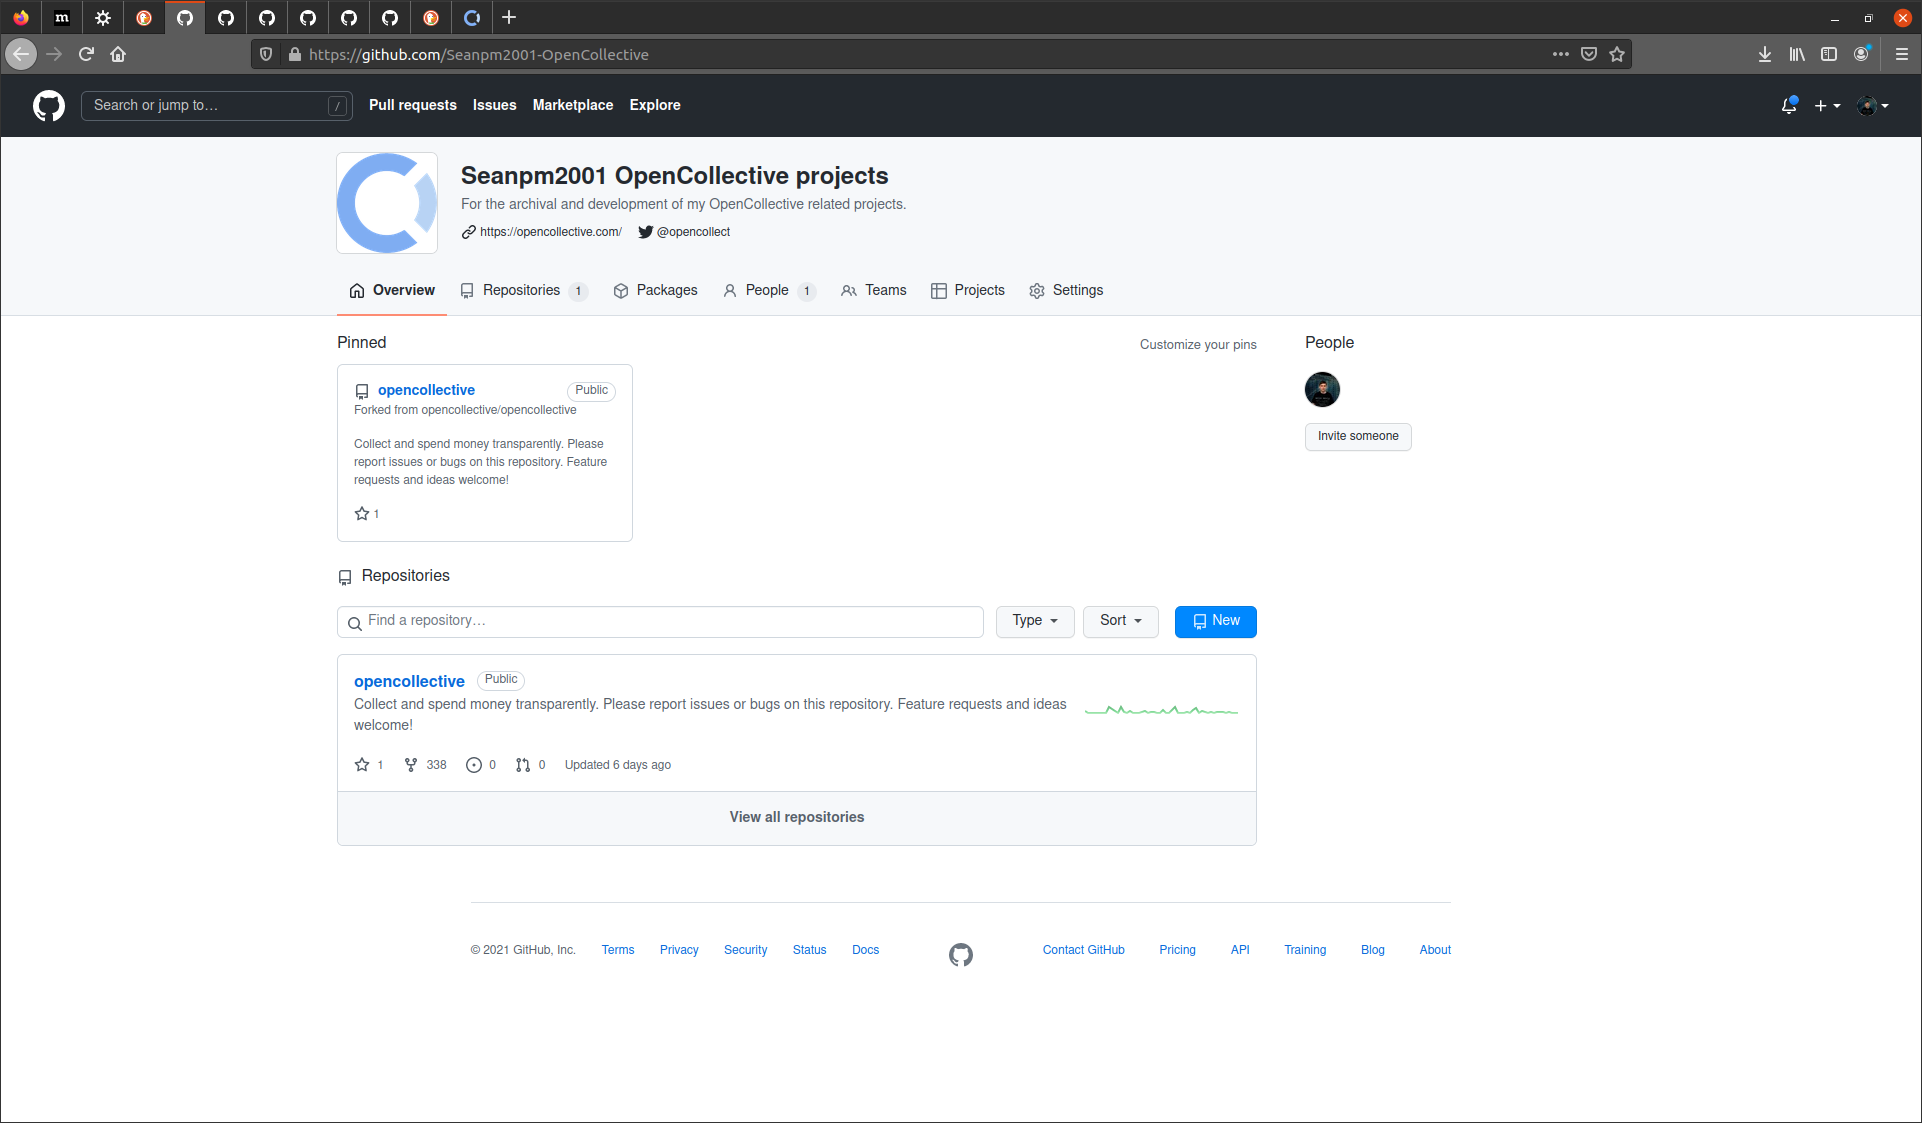 m
https://github.com/Seanpm2001-OpenCollective
Search or jump to… /
Pull requests Issues Marketplace Explore
Seanpm2001 OpenCollective projects
For the archival and development of my OpenCollective related projects.
https://opencollective.com/ @opencollect
Overview Repositories 1 Packages People 1 Teams Projects Settings
Pinned
Customize your pins
People
opencollective Public
Forked from opencollective/opencollective
Collect and spend money transparently. Please
report issues or bugs on this repository. Feature
requests and ideas welcome!
1
Invite someone
Repositories
Find a repository…
Type Sort New
opencollective Public
Collect and spend money transparently. Please report issues or bugs on this repository. Feature requests and ideas
welcome!
1 338 0 0 Updated 6 days ago
View all repositories
© 2021 GitHub, Inc. Terms Privacy Security Status Docs Contact GitHub Pricing API Training Blog About